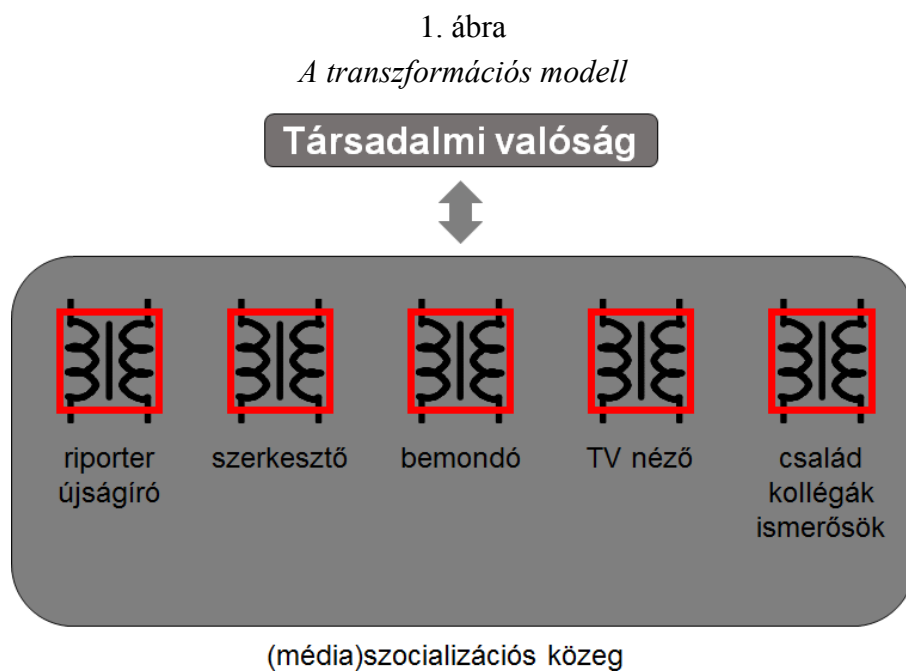 1. ábra
A transzformációs modell
Társadalmi valóság
riporter
újságíró
szerkesztő
bemondó
TV néző
család
kollégák
ismerősök
(média)szocializációs közeg